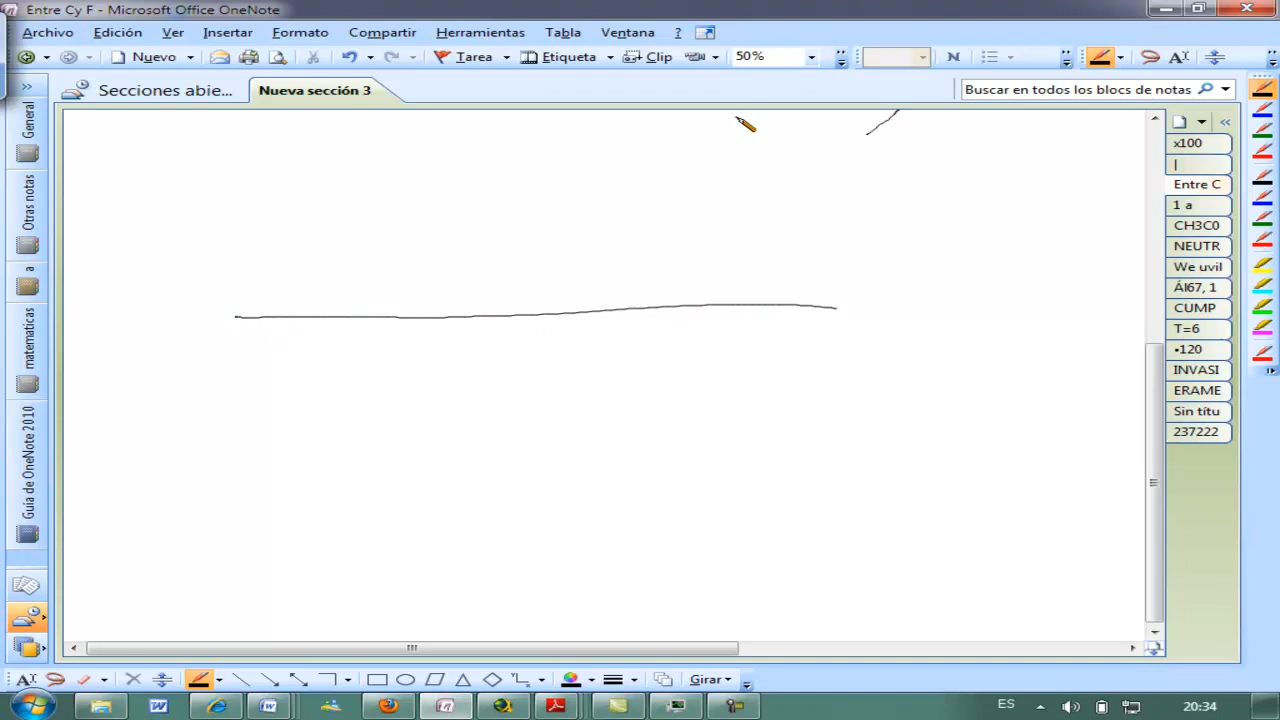 Entre Cy F - Microsoft Office OneNote
Archivo Edición Ver Insertar Formato Compartir Herramientas Tabla Ventana ?
Nuevo Tarea Etiqueta Clip 50% N
Secciones abie... Nueva sección 3 Buscar en todos los blocs de notas
General
Otras notas
a
matematicas
Guía de OneNote 2010
x100
|
Entre C
1 a
CH3C0
NEUTR
We uvil
ÁI67, 1
CUMP
T=6
•120
INVASI
ERAME
Sin títu
237222
Girar
ES 20:34